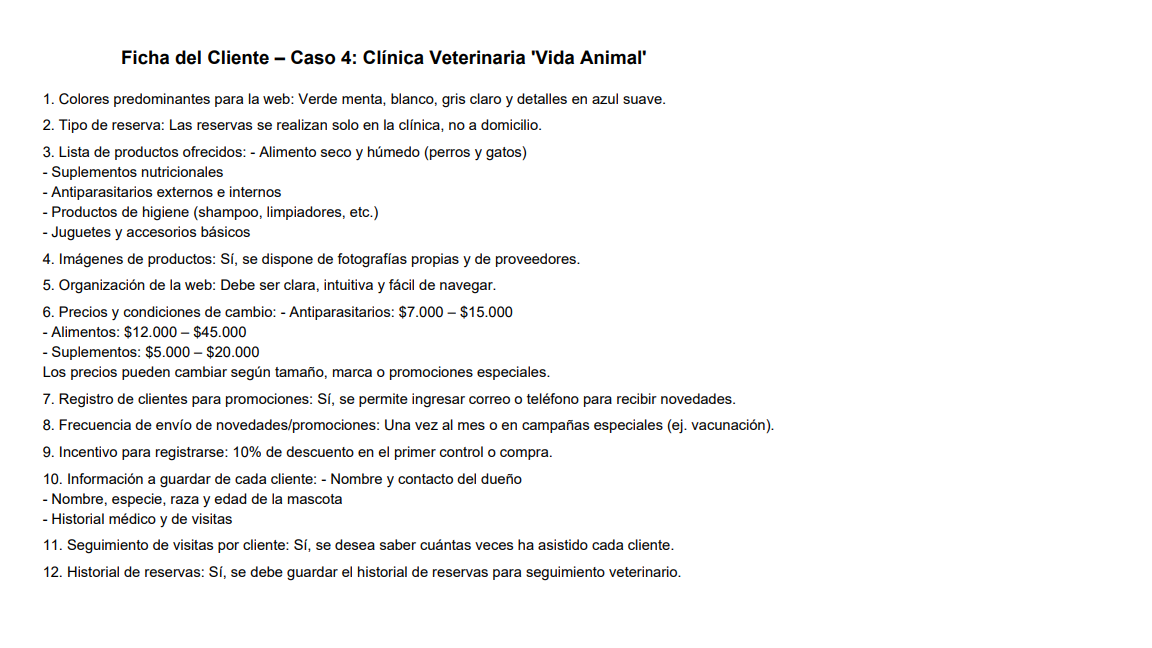 Ficha del Cliente – Caso 4: Clínica Veterinaria 'Vida Animal'
1. Colores predominantes para la web: Verde menta, blanco, gris claro y detalles en azul suave.
2. Tipo de reserva: Las reservas se realizan solo en la clínica, no a domicilio.
3. Lista de productos ofrecidos: - Alimento seco y húmedo (perros y gatos)
- Suplementos nutricionales
- Antiparasitarios externos e internos
- Productos de higiene (shampoo, limpiadores, etc.)
- Juguetes y accesorios básicos
4. Imágenes de productos: Sí, se dispone de fotografías propias y de proveedores.
5. Organización de la web: Debe ser clara, intuitiva y fácil de navegar.
6. Precios y condiciones de cambio: - Antiparasitarios: $7.000 – $15.000
- Alimentos: $12.000 – $45.000
- Suplementos: $5.000 – $20.000
Los precios pueden cambiar según tamaño, marca o promociones especiales.
7. Registro de clientes para promociones: Sí, se permite ingresar correo o teléfono para recibir novedades.
8. Frecuencia de envío de novedades/promociones: Una vez al mes o en campañas especiales (ej. vacunación).
9. Incentivo para registrarse: 10% de descuento en el primer control o compra.
10. Información a guardar de cada cliente: - Nombre y contacto del dueño
- Nombre, especie, raza y edad de la mascota
- Historial médico y de visitas
11. Seguimiento de visitas por cliente: Sí, se desea saber cuántas veces ha asistido cada cliente.
12. Historial de reservas: Sí, se debe guardar el historial de reservas para seguimiento veterinario.